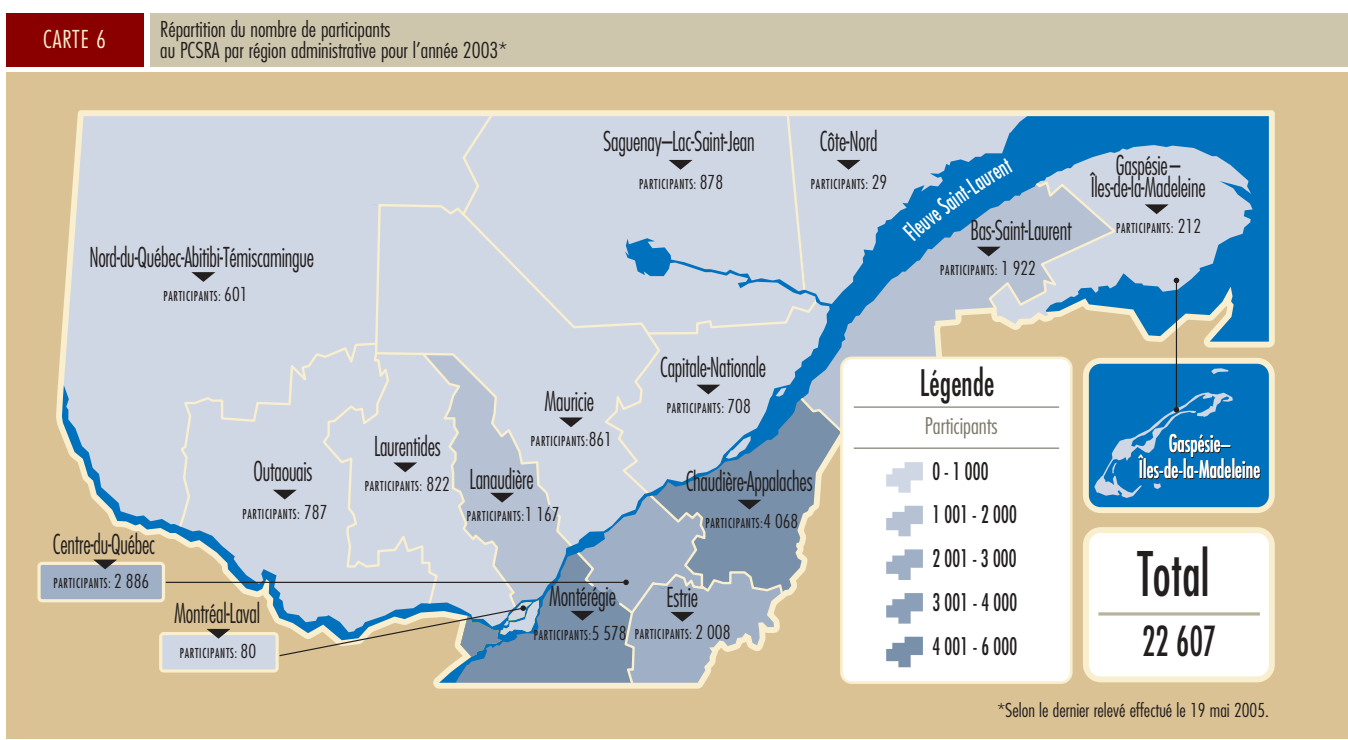 CARTE 6
Répartition du nombre de participants
au PCSRA par région administrative pour l'année 2003*
Saguenay–Lac-Saint-Jean
PARTICIPANTS: 878
Côte-Nord
PARTICIPANTS: 29
Fleuve Saint-Laurent
Gaspésie–
Îles-de-la-Madeleine
PARTICIPANTS: 212
Bas-Saint-Laurent
PARTICIPANTS: 1 922
Nord-du-Québec-Abitibi-Témiscamingue
PARTICIPANTS: 601
Capitale-Nationale
PARTICIPANTS: 708
Mauricie
PARTICIPANTS:861
Laurentides
PARTICIPANTS: 822
Lanaudière
PARTICIPANTS:1 167
Outaouais
PARTICIPANTS: 787
Chaudière-Appalaches
PARTICIPANTS:4 068
Centre-du-Québec
PARTICIPANTS: 2 886
Montréal-Laval
PARTICIPANTS: 80
Montérégie
PARTICIPANTS:5 578
Estrie
PARTICIPANTS: 2 008
Légende
Participants
0 - 1 000
1 001 - 2 000
2 001 - 3 000
3 001 - 4 000
4 001 - 6 000
Gaspésie–
Îles-de-la-Madeleine
Total
22 607
*Selon le dernier relevé effectué le 19 mai 2005.